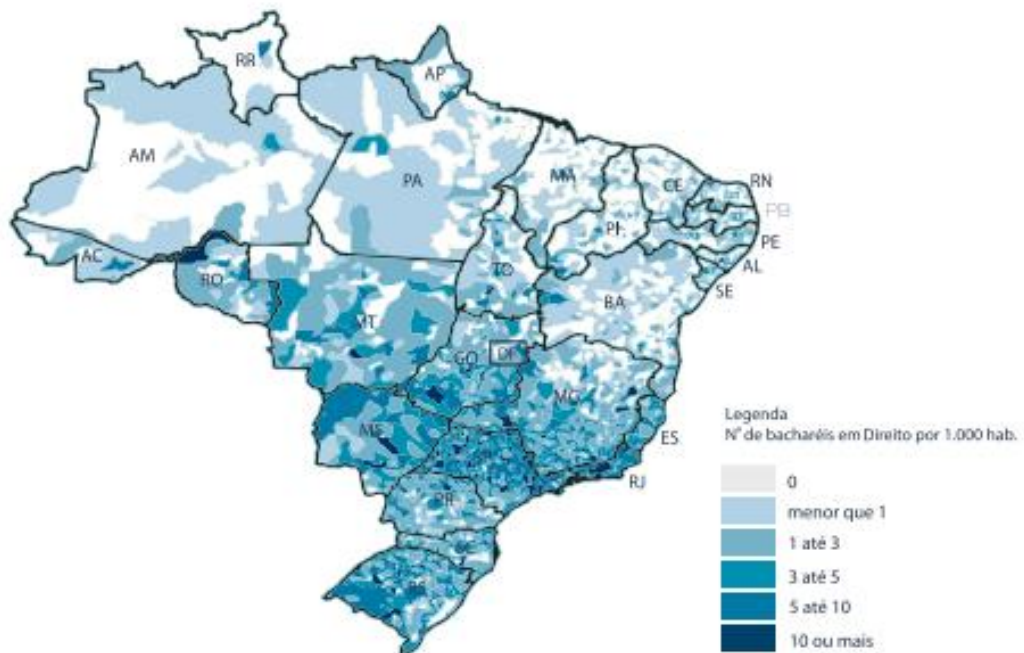 RR
AP
AM
PA
MA
CE
RN
PB
PI
PE
AC
AL
TO
RO
SE
BA
MT
GO
DF
MG
MS
ES
RJ
PR
RS
Legenda
N° de bacharéis em Direito por 1.000 hab.
0
menor que 1
1 até 3
3 até 5
5 até 10
10 ou mais